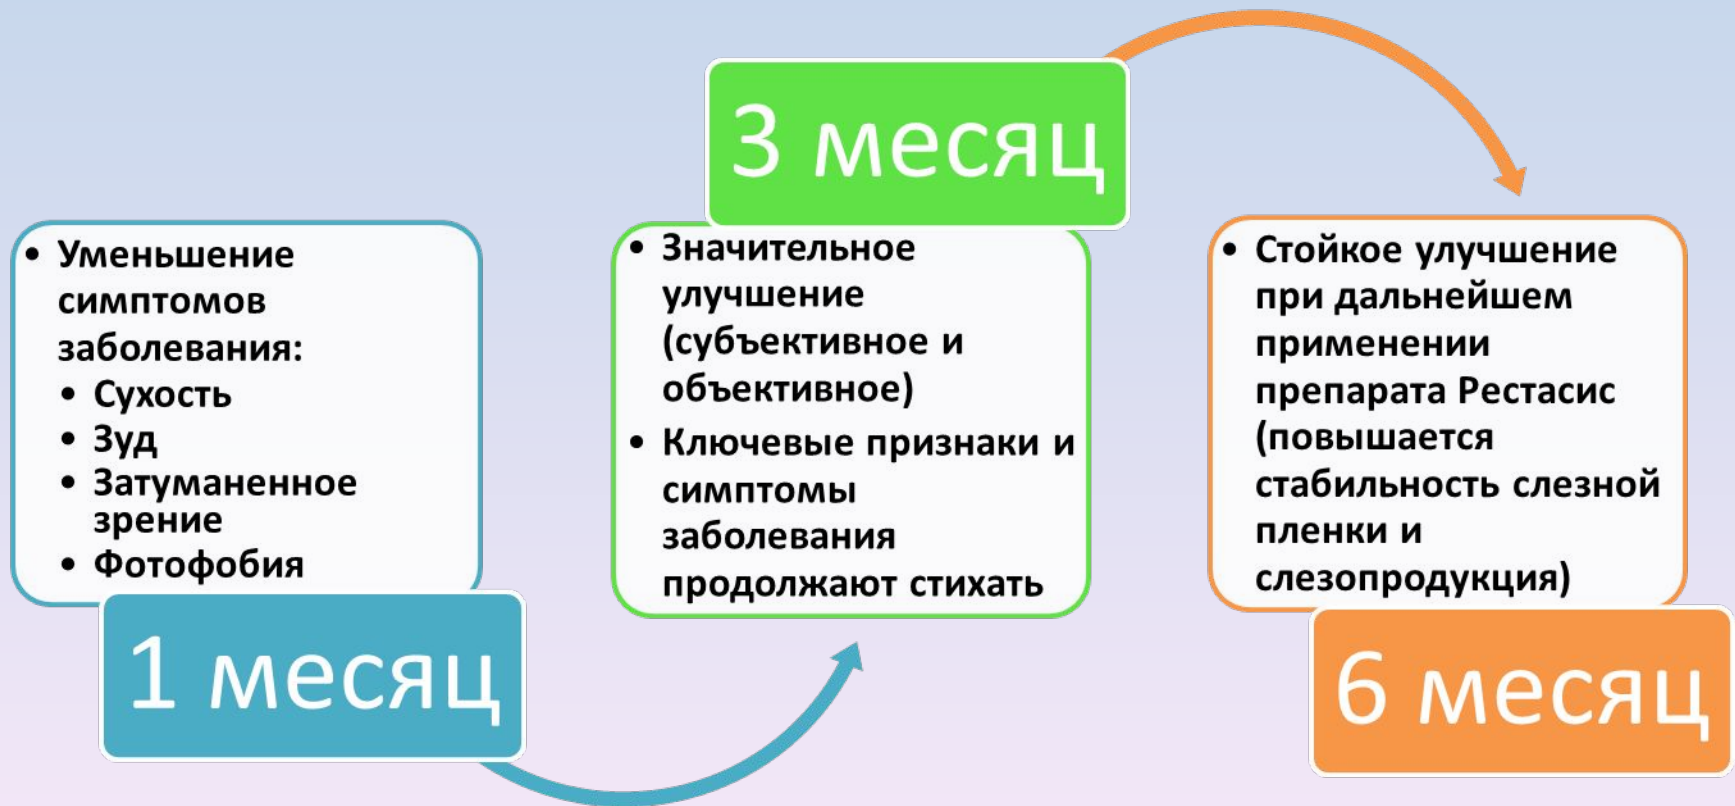 • Уменьшение
симптомов
заболевания:
• Сухость
• Зуд
• Затуманенное
зрение
• Фотофобия
1 месяц
3 месяц
• Значительное
улучшение
(субъективное и
объективное)
• Ключевые признаки и
симптомы
заболевания
продолжают стихать
• Стойкое улучшение
при дальнейшем
применении
препарата Рестасис
(повышается
стабильность слезной
пленки и
слезопродукция)
6 месяц